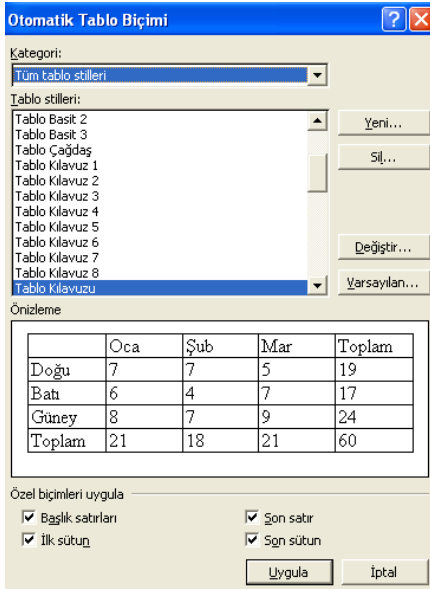 Otomatik Tablo Biçimi
Kategori:
Tüm tablo stilleri
Tablo stilleri:
Tablo Basit 2
Tablo Basit 3
Tablo Çağdaş
Tablo Kılavuz 1
Tablo Kılavuz 2
Tablo Kılavuz 3
Tablo Kılavuz 4
Tablo Kılavuz 5
Tablo Kılavuz 6
Tablo Kılavuz 7
Tablo Kılavuz 8
Tablo Kılavuzu
Yeni...
Sil...
Değiştir...
Varsayılan...
Önizleme
Oca Şub Mar Toplam
Doğu 7 7 5 19
Batı 6 4 7 17
Güney 8 7 9 24
Toplam 21 18 21 60
Özel biçimleri uygula
Başlık satırları Son satır
İlk sütun Son sütun
Uygula İptal